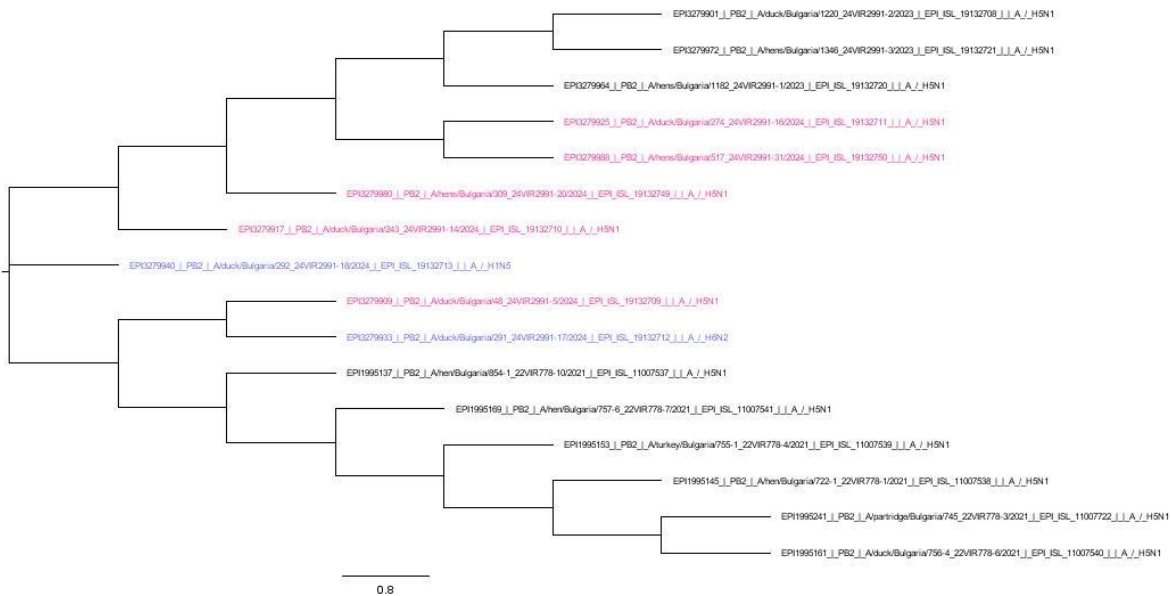 EPI3279901_|_PB2_|_A/duck/Bulgaria/1220_24VIR2991-2/2023_|_EPI_ISL_19132708_|_|_A_/_H5N1
EPI3279972_|_PB2_|_A/hens/Bulgaria/1346_24VIR2991-3/2023_|_EPI_ISL_19132721_|_|_A_/_H5N1
EPI3279964_|_PB2_|_A/hens/Bulgaria/1182_24VIR2991-1/2023_|_EPI_ISL_19132720_|_|_A_/_H5N1
EPI3279925_|_PB2_|_A/duck/Bulgaria/274_24VIR2991-16/2024_|_EPI_ISL_19132711_|_|_A_/_H5N1
EPI3279988_|_PB2_|_A/hens/Bulgaria/517_24VIR2991-31/2024_|_EPI_ISL_19132750_|_|_A_/_H5N1
EPI3279980_|_PB2_|_A/hens/Bulgaria/309_24VIR2991-20/2024_|_EPI_ISL_19132749_|_|_A_/_H5N1
EPI3279917_|_PB2_|_A/duck/Bulgaria/243_24VIR2991-14/2024_|_EPI_ISL_19132710_|_|_A_/_H5N1
EPI3279940_|_PB2_|_A/duck/Bulgaria/292_24VIR2991-18/2024_|_EPI_ISL_19132713_|_|_A_/_H1N5
EPI3279909_|_PB2_|_A/duck/Bulgaria/48_24VIR2991-5/2024_|_EPI_ISL_19132709_|_|_A_/_H5N1
EPI3279933_|_PB2_|_A/duck/Bulgaria/291_24VIR2991-17/2024_|_EPI_ISL_19132712_|_|_A_/_H6N2
EPI1995137_|_PB2_|_A/hen/Bulgaria/854-1_22VIR778-10/2021_|_EPI_ISL_11007537_|_|_A_/_H5N1
EPI1995169_|_PB2_|_A/hen/Bulgaria/757-6_22VIR778-7/2021_|_EPI_ISL_11007541_|_|_A_/_H5N1
EPI1995153_|_PB2_|_A/turkey/Bulgaria/755-1_22VIR778-4/2021_|_EPI_ISL_11007539_|_|_A_/_H5N1
EPI1995145_|_PB2_|_A/hen/Bulgaria/722-1_22VIR778-1/2021_|_EPI_ISL_11007538_|_|_A_/_H5N1
EPI1995241_|_PB2_|_A/partridge/Bulgaria/745_22VIR778-3/2021_|_EPI_ISL_11007722_|_|_A_/_H5N1
EPI1995161_|_PB2_|_A/duck/Bulgaria/756-4_22VIR778-6/2021_|_EPI_ISL_11007540_|_|_A_/_H5N1
0.8